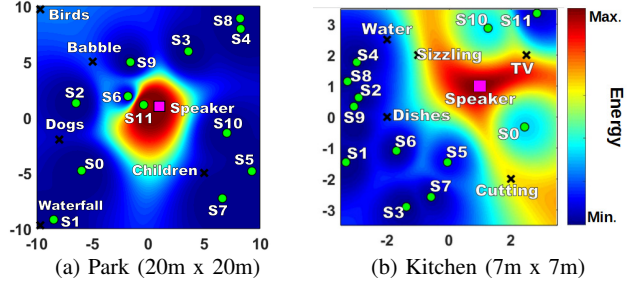 10
5
0
-5
-10
-10
-5
0
5
10
Birds
Babble
Dogs
Waterfall
Children
Speaker
S8
S4
S3
S9
S2
S6
S11
S10
S0
S5
S7
S1
(a) Park (20m x 20m)
3
2
1
0
-1
-2
-3
-2
0
2
Water
Sizzling
TV
Speaker
Dishes
Cutting
S10
S11
S4
S8
S2
S9
S0
S6
S1
S5
S7
S3
(b) Kitchen (7m x 7m)
Max.
Energy
Min.